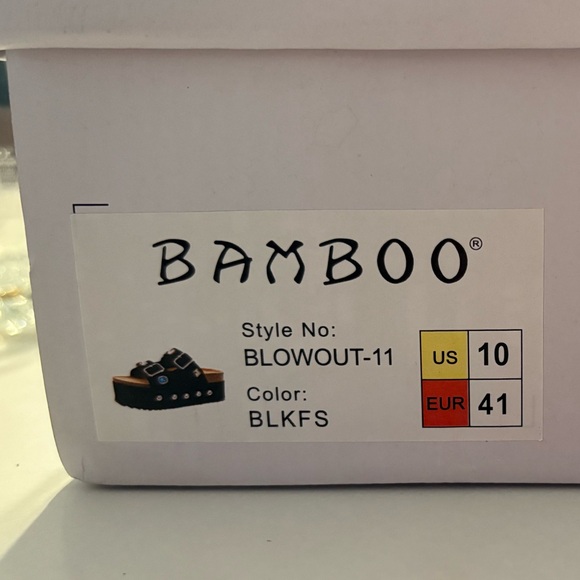 BAMBOO®
Style No:
BLOWOUT-11
Color:
BLKFS
US 10
EUR 41